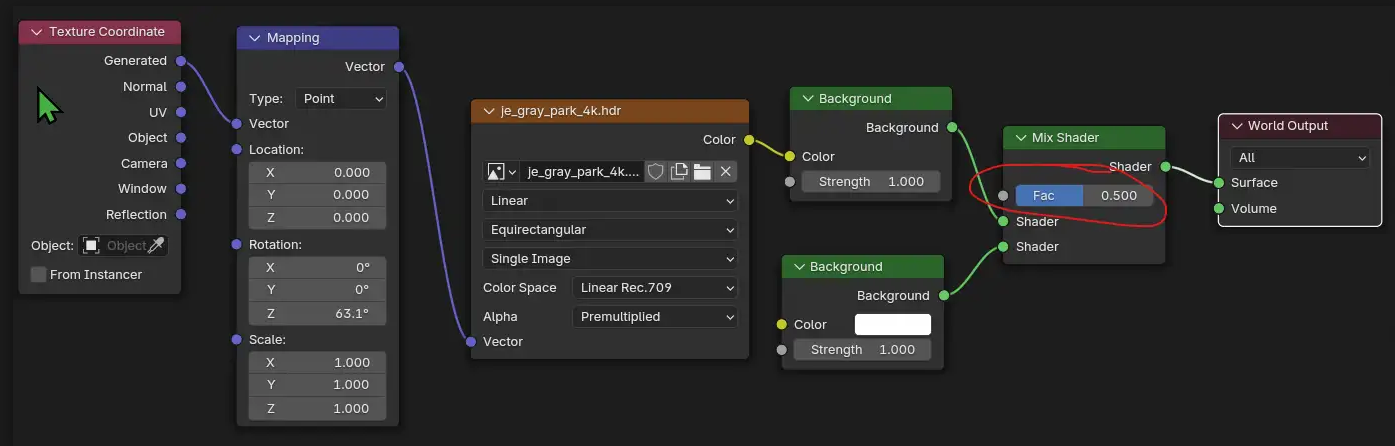 Texture Coordinate
Generated
Normal
UV
Object
Camera
Window
Reflection
Object: Object
From Instancer
Mapping
Vector
Type: Point
Vector
Location:
X 0.000
Y 0.000
Z 0.000
Rotation:
X 0°
Y 0°
Z 63.1°
Scale:
X 1.000
Y 1.000
Z 1.000
je_gray_park_4k.hdr
Color
je_gray_park_4k....
Linear
Equirectangular
Single Image
Color Space Linear Rec.709
Alpha Premultiplied
Vector
Background
Background
Color
Strength 1.000
Background
Background
Color
Strength 1.000
Mix Shader
Shader
Fac 0.500
Shader
Shader
World Output
All
Surface
Volume